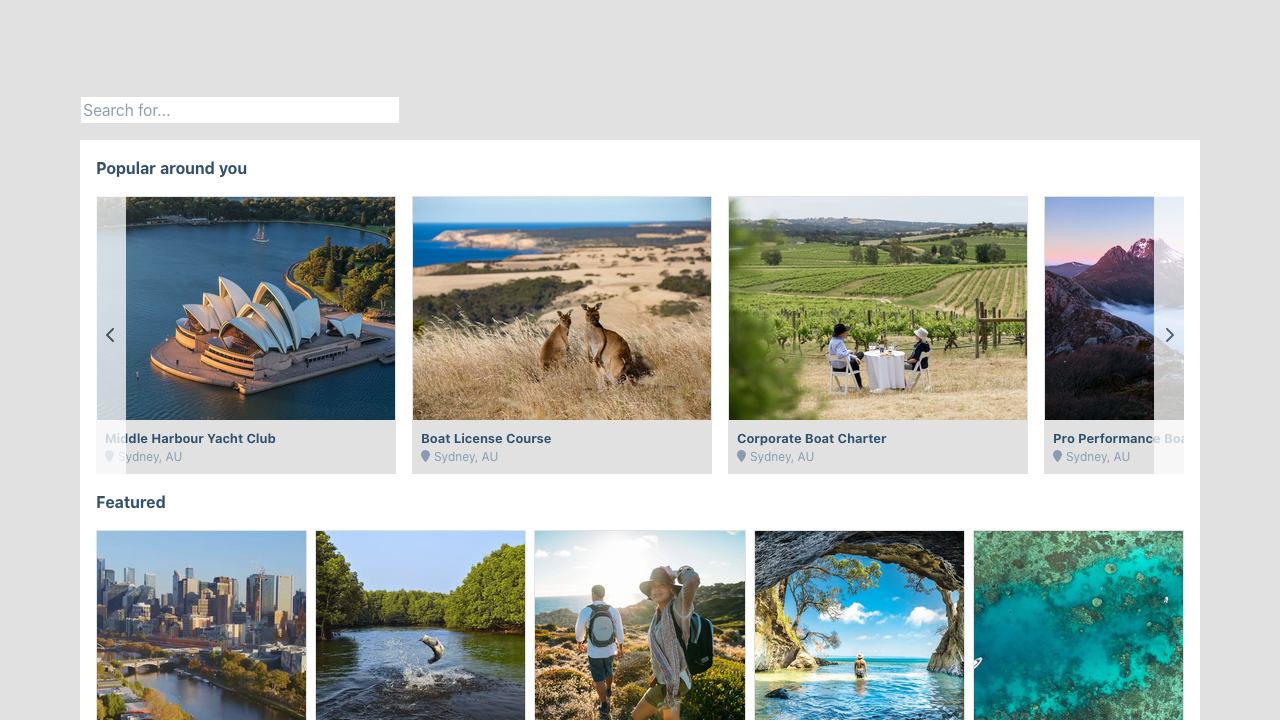 Search for...
Popular around you
Middle Harbour Yacht Club
Sydney, AU
Boat License Course
Sydney, AU
Corporate Boat Charter
Sydney, AU
Pro Performance Boa
Sydney, AU
Featured